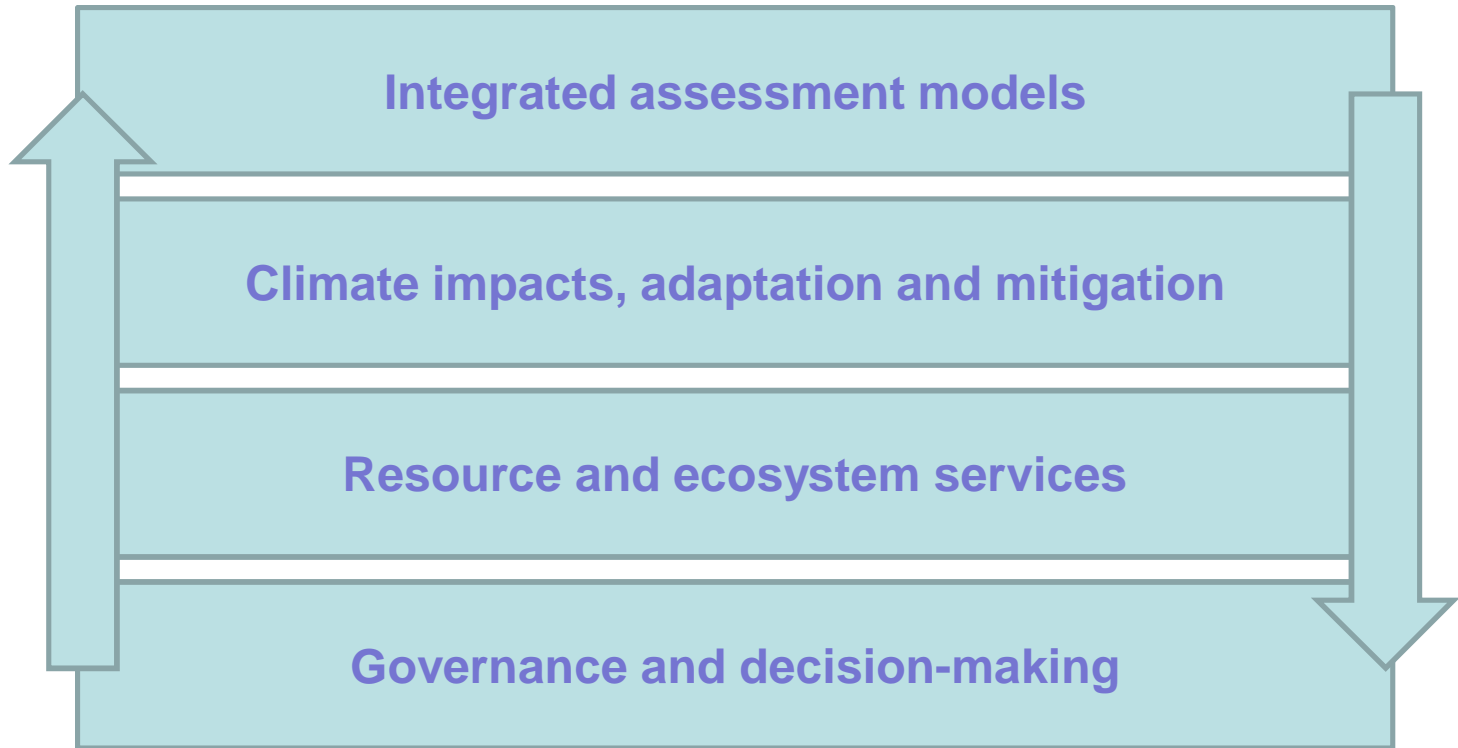 Integrated assessment models
Climate impacts, adaptation and mitigation
Resource and ecosystem services
Governance and decision-making